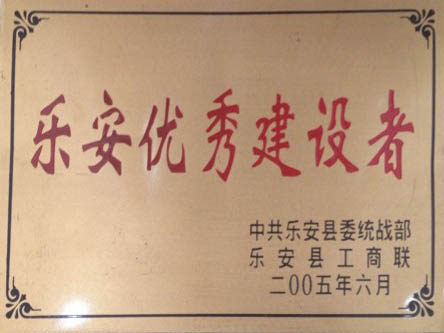 乐安优秀建设者
中共乐安县委统战部
乐安县工商联
二00五年六月